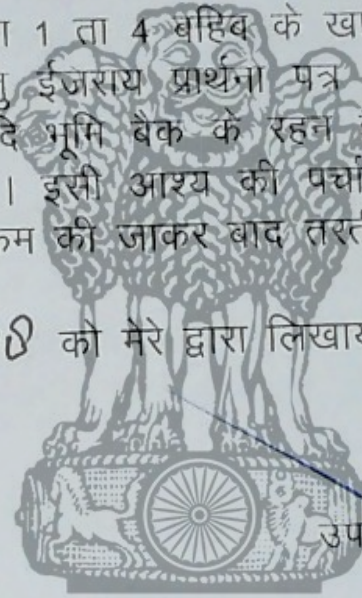 ा 1 ता 4 बहिब के ख
ु ईजराय प्रार्थना पत्र
दे भूमि बैक के रहन
। इसी आश्य की पर्चा
कम की जाकर बाद तरत
8 को मेरे द्वारा लिखाय
उप